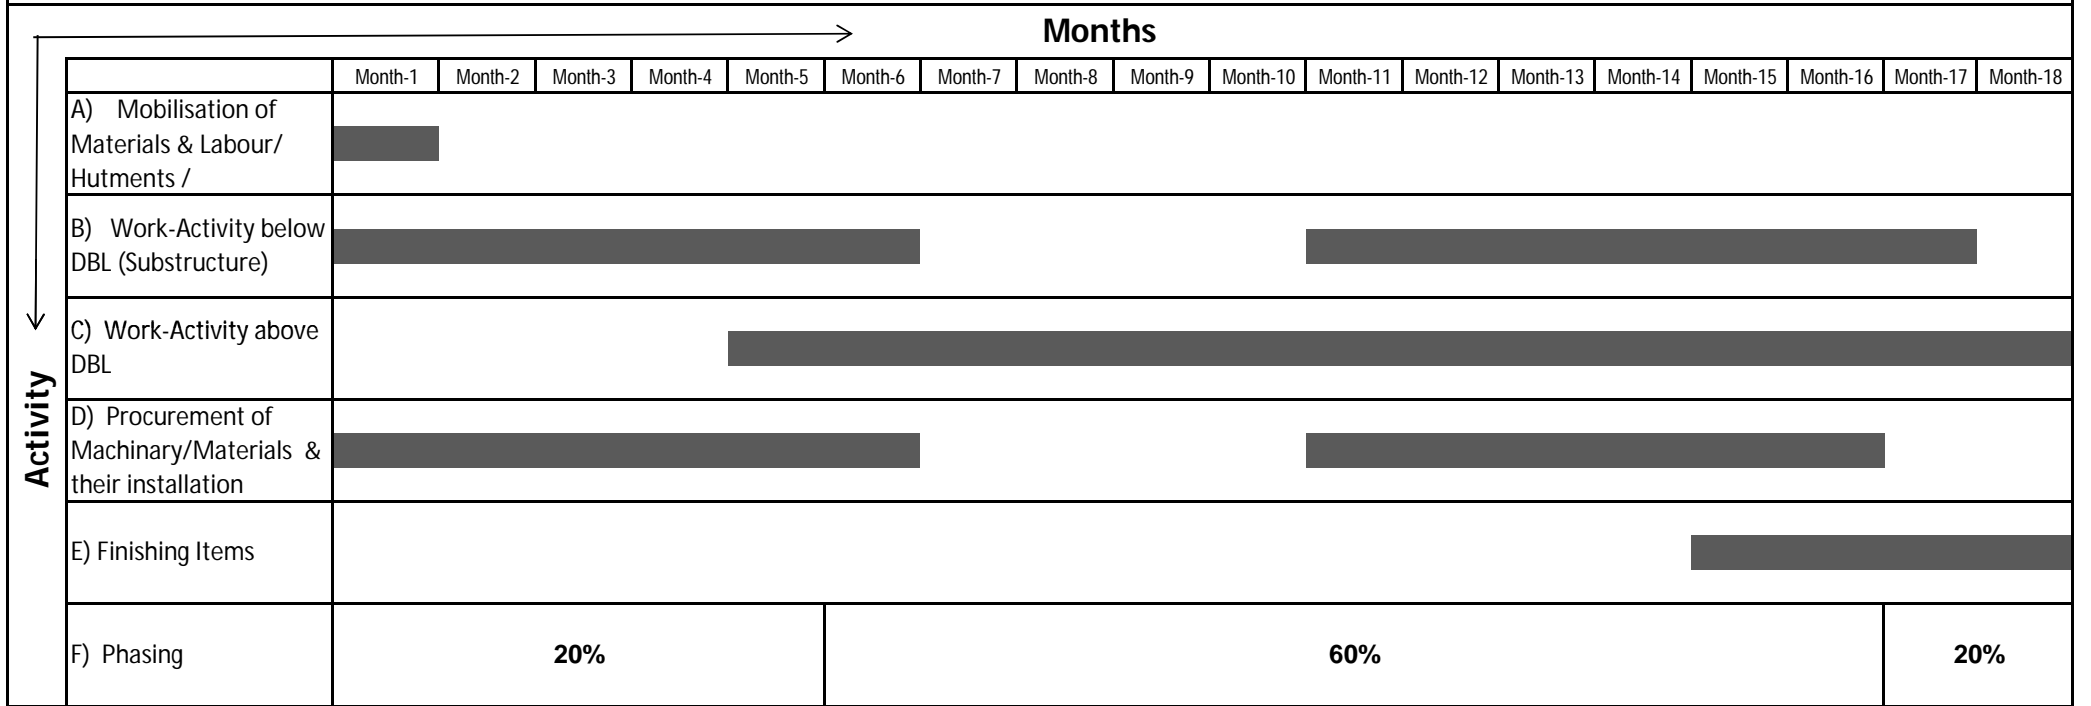 Months
Month-1 Month-2 Month-3 Month-4 Month-5 Month-6 Month-7 Month-8 Month-9 Month-10 Month-11 Month-12 Month-13 Month-14 Month-15 Month-16 Month-17 Month-18
Activity
A) Mobilisation of
Materials & Labour/
Hutments /
B) Work-Activity below
DBL (Substructure)
C) Work-Activity above
DBL
D) Procurement of
Machinary/Materials &
their installation
E) Finishing Items
F) Phasing 20% 60% 20%